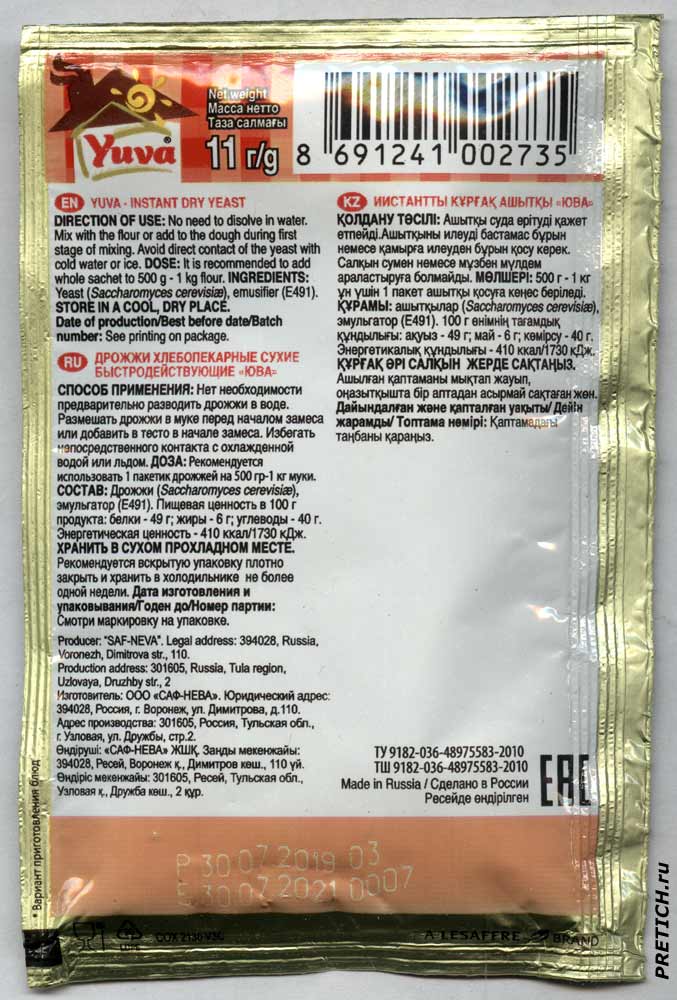 Yuva®
Net weight
Масса нетто
Таза салмағы
11 г/g
8 691241 002735
EN YUVA - INSTANT DRY YEAST
DIRECTION OF USE: No need to disolve in water.
Mix with the flour or add to the dough during first
stage of mixing. Avoid direct contact of the yeast with
cold water or ice. DOSE: It is recommended to add
whole sachet to 500 g - 1 kg flour. INGREDIENTS:
Yeast (Saccharomyces cerevisiæ), emusifier (E491).
STORE IN A COOL, DRY PLACE.
Date of production/Best before date/Batch
number: See printing on package.
RU ДРОЖЖИ ХЛЕБОПЕКАРНЫЕ СУХИЕ
БЫСТРОДЕЙСТВУЮЩИЕ «ЮВА»
СПОСОБ ПРИМЕНЕНИЯ: Нет необходимости
предварительно разводить дрожжи в воде.
Размешать дрожжи в муке перед началом замеса
или добавить в тесто в начале замеса. Избегать
непосредственного контакта с охлажденной
водой или льдом. ДОЗА: Рекомендуется
использовать 1 пакетик дрожжей на 500 гр-1 кг муки.
СОСТАВ: Дрожжи (Saccharomyces cerevisiæ),
эмульгатор (E491). Пищевая ценность в 100 г
продукта: белки - 49 г; жиры - 6 г; углеводы - 40 г.
Энергетическая ценность - 410 ккал/1730 кДж.
ХРАНИТЬ В СУХОМ ПРОХЛАДНОМ МЕСТЕ.
Рекомендуется вскрытую упаковку плотно
закрыть и хранить в холодильнике не более
одной недели. Дата изготовления и
упаковывания/Годен до/Номер партии:
Смотри маркировку на упаковке.
KZ ИИСТАНТТЫ КҰРҒАҚ АШЫТҚЫ «ЮВА»
ҚОЛДАНУ ТӘСІЛІ: Ашытқы суда ерітуді қажет
етпейді.Ашытқыны илеуді бастамас бұрын
немесе қамырға илеуден бұрын қосу керек.
Салқын сумен немесе мұзбен мүлдем
араластыруға болмайды. МӨЛШЕРІ: 500 г - 1 кг
ұн үшін 1 пакет ашытқы қосуға кеңес беріледі.
ҚҰРАМЫ: ашытқылар (Saccharomyces cerevisiæ),
эмульгатор (E491). 100 г өнімнің тағамдық
құндылығы: ақуыз - 49 г; май - 6 г; көмірсу - 40 г.
Энергетикалық құндылығы - 410 ккал/1730 кДж.
ҚҰРҒАҚ ӘРІ САЛҚЫН ЖЕРДЕ САҚТАҢЫЗ.
Ашылған қаптаманы мықтап жауып,
оңазықтышта бір аптадан асырмай сақтаған жөн.
Дайындалған және қапталған уақыты/ Дейін
жарамды/ Топтама нөмірі: Қаптамадағы
таңбаны қараңыз.
Producer: "SAF-NEVA". Legal address: 394028, Russia,
Voronezh, Dimitrova str., 110.
Production address: 301605, Russia, Tula region,
Uzlovaya, Druzhby str., 2
Изготовитель: ООО «САФ-НЕВА». Юридический адрес:
394028, Россия, г. Воронеж, ул. Димитрова, д.110.
Адрес производства: 301605, Россия, Тульская обл.,
г. Узловая, ул. Дружбы, стр.2.
Өндіруші: «САФ-НЕВА» ЖШҚ. Занды мекенжайы:
394028, Ресей, Воронеж қ., Димитров көш., 110 үй.
Өндіріс мекенжайы: 301605, Ресей, Тульская обл.,
Узловая қ., Дружба көш., 2 құр.
ТУ 9182-036-48975583-2010
ТШ 9182-036-48975583-2010
Made in Russia / Сделано в России
Ресейде өндірілген
EAC
* Вариант приготовления блюд
P 30 07 2019 03
E 30 07 2021 0007
A LESAFFRE BRAND
PRETICH.ru